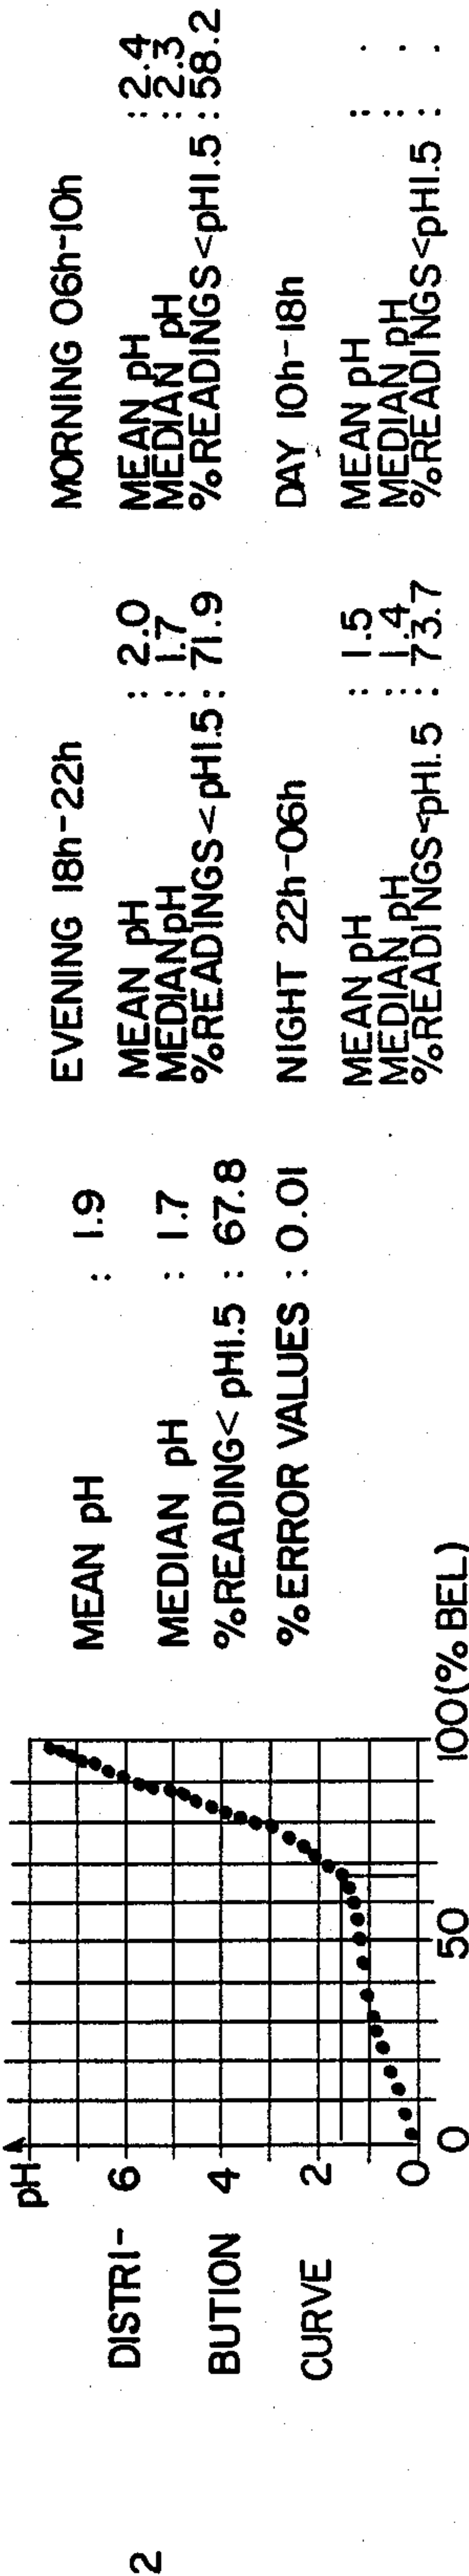 2
DISTRI-
BUTION
CURVE
pH
6
4
2
0
0 50 100(% BEL)
MEAN pH : 1.9
MEDIAN pH : 1.7
%READING< pH1.5 : 67.8
%ERROR VALUES : 0.01
EVENING 18h-22h
MEAN pH : 2.0
MEDIAN pH : 1.7
%READINGS<pH1.5 : 71.9
NIGHT 22h-06h
MEAN pH : 1.5
MEDIAN pH : 1.4
%READINGS<pH1.5 : 73.7
MORNING 06h-10h
MEAN pH : 2.4
MEDIAN pH : 2.3
%READINGS<pH1.5 : 58.2
DAY 10h-18h
MEAN pH : .
MEDIAN pH : .
%READINGS<pH1.5 : .